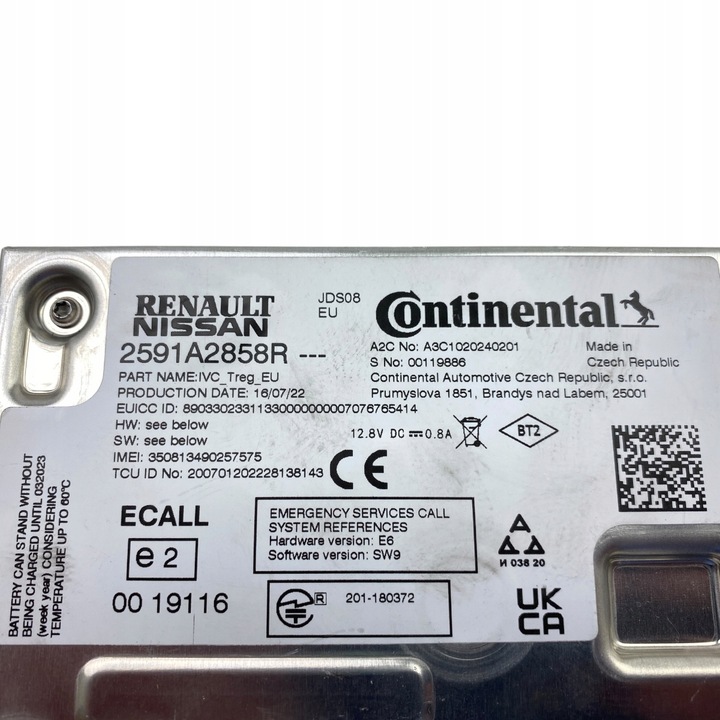 RENAULT
NISSAN
JDS08
EU
Continental
2591A2858R ---
PART NAME:IVC_Treg_EU
PRODUCTION DATE: 16/07/22
EUICC ID: 89033023311330000000007076765414
HW: see below
SW: see below
IMEI: 350813490257575
TCU ID No: 200701202228138143
A2C No: A3C1020240201
S No: 00119886
Made in
Czech Republic
Continental Automotive Czech Republic, s.r.o.
Prumyslova 1851, Brandys nad Labem, 25001
12.8V DC ⎓ 0.8A
BT2
CE
ECALL
e2
00 19116
EMERGENCY SERVICES CALL
SYSTEM REFERENCES
Hardware version: E6
Software version: SW9
R 201-180372
И 038 20
UK
CA
BATTERY CAN STAND WITHOUT
BEING CHARGED UNTIL 032023
(week year) CONSIDERING
TEMPERATURE UP TO 60°C